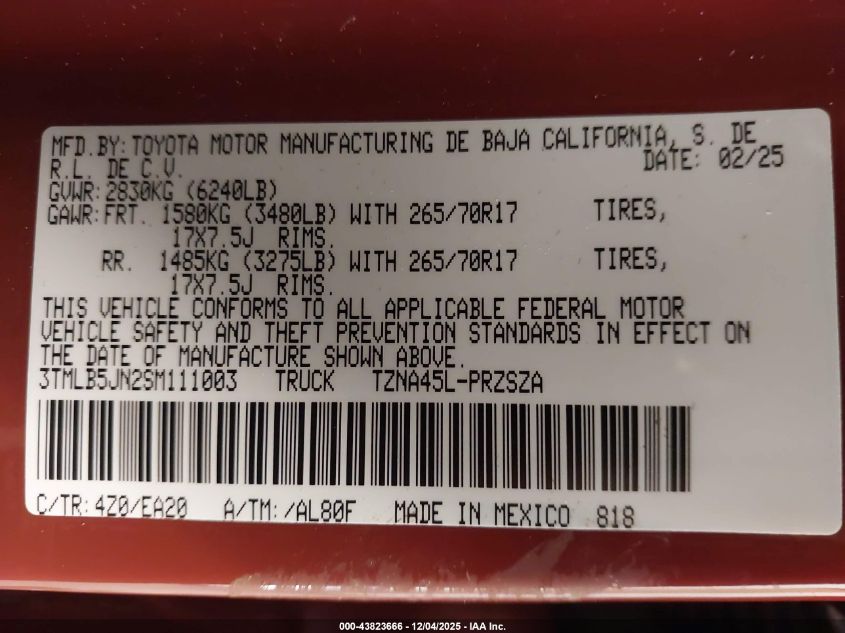 MFD.BY: TOYOTA MOTOR MANUFACTURING DE BAJA CALIFORNIA, S. DE
R.L. DE C.V. DATE: 02/25
GVWR: 2830KG (6240LB)
GAWR: FRT. 1580KG (3480LB) WITH 265/70R17 TIRES,
17X7.5J RIMS.
RR. 1485KG (3275LB) WITH 265/70R17 TIRES,
17X7.5J RIMS.
THIS VEHICLE CONFORMS TO ALL APPLICABLE FEDERAL MOTOR
VEHICLE SAFETY AND THEFT PREVENTION STANDARDS IN EFFECT ON
THE DATE OF MANUFACTURE SHOWN ABOVE.
3TMLB5JN2SM111003 TRUCK TZNA45L-PRZSZA
C/TR: 4Z0/EA20 A/TM: /AL80F MADE IN MEXICO 818
000-43823666 - 12/04/2025 - IAA Inc.